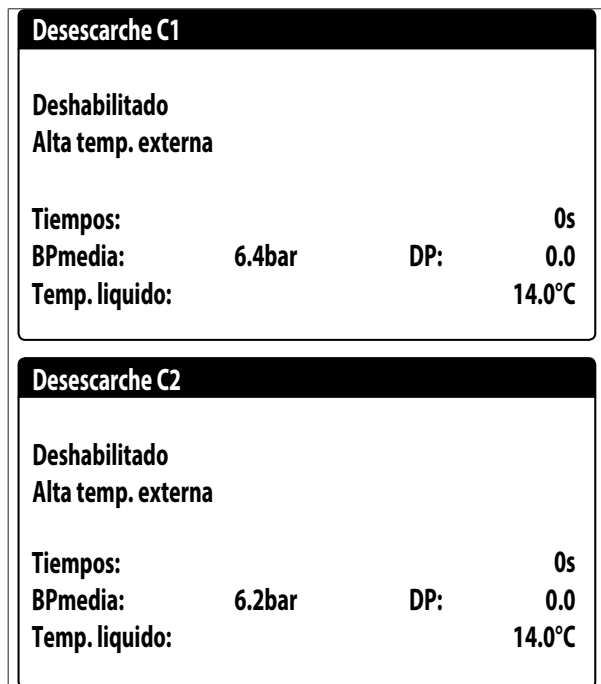 Desescarche C1
Deshabilitado
Alta temp. externa
Tiempos: 0s
BPmedia: 6.4bar DP: 0.0
Temp. liquido: 14.0°C
Desescarche C2
Deshabilitado
Alta temp. externa
Tiempos: 0s
BPmedia: 6.2bar DP: 0.0
Temp. liquido: 14.0°C